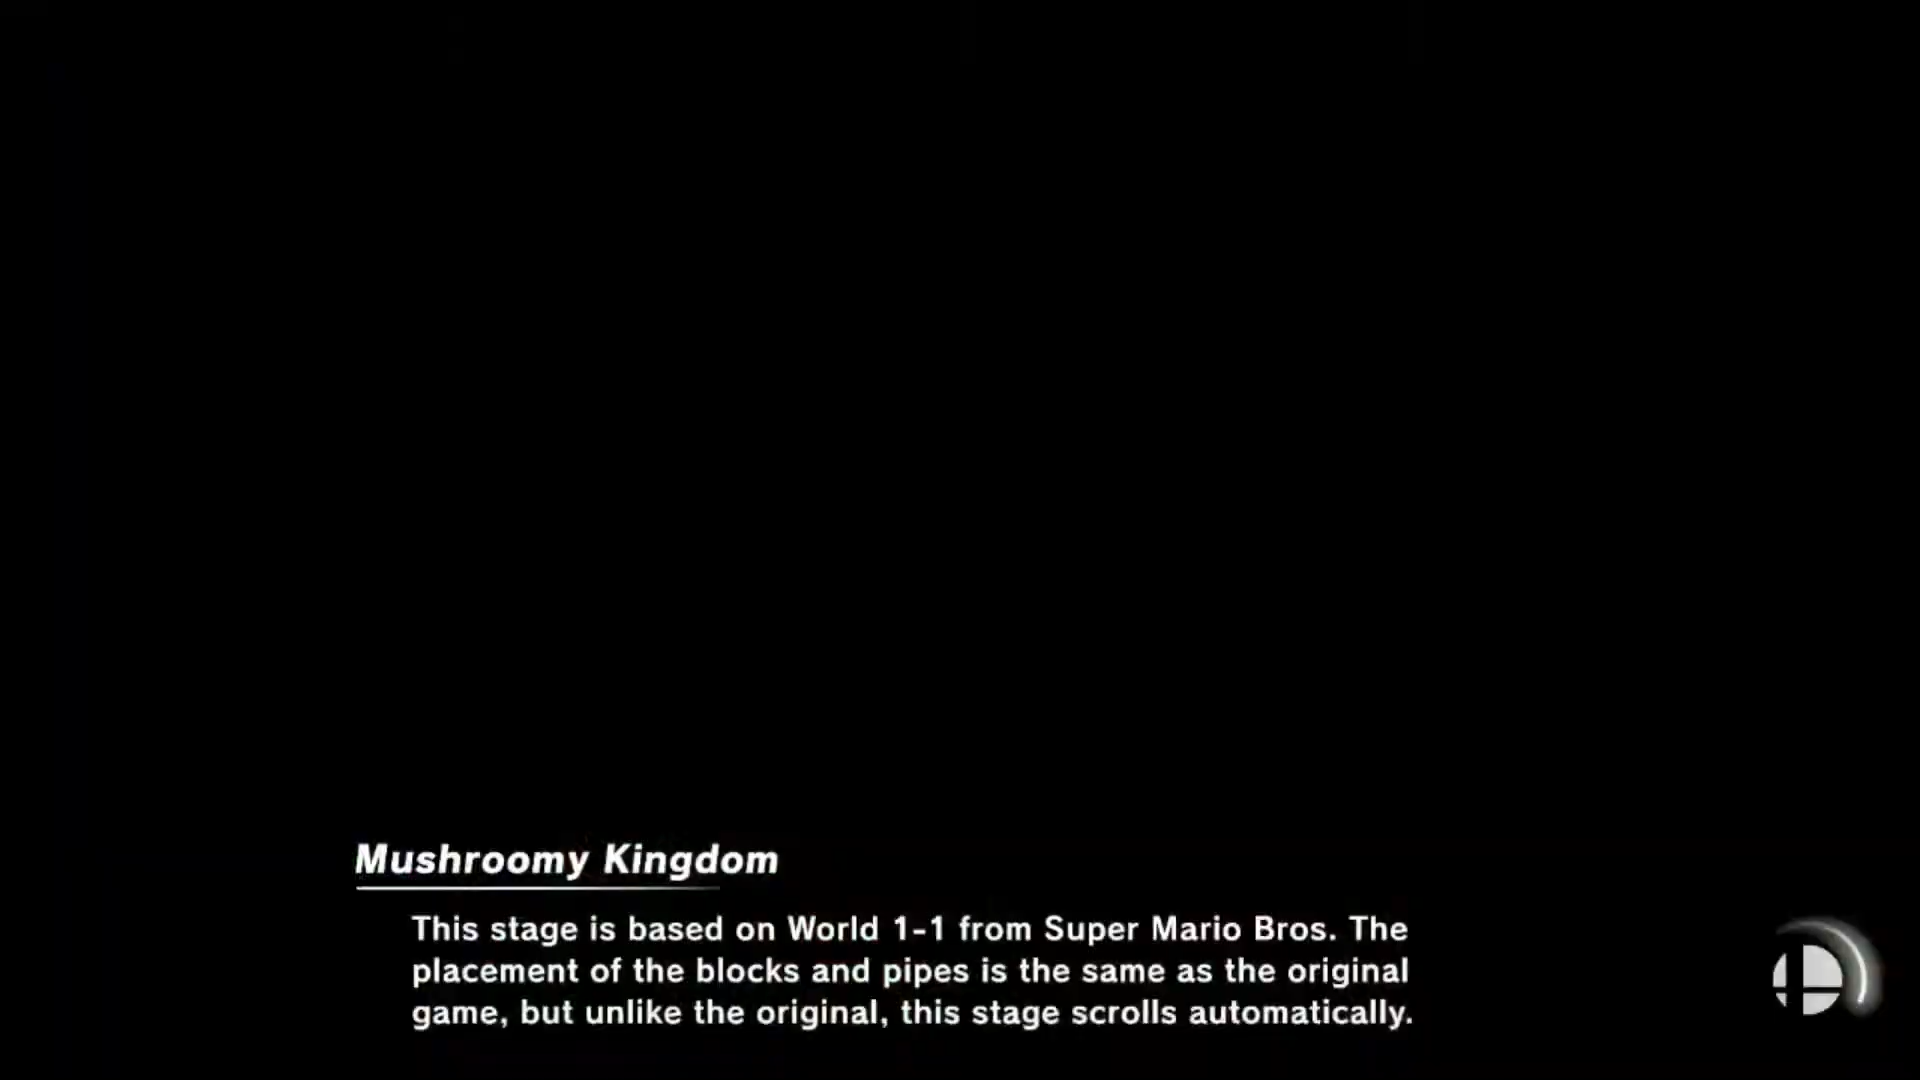 Mushroomy Kingdom
This stage is based on World 1-1 from Super Mario Bros. The
placement of the blocks and pipes is the same as the original
game, but unlike the original, this stage scrolls automatically.